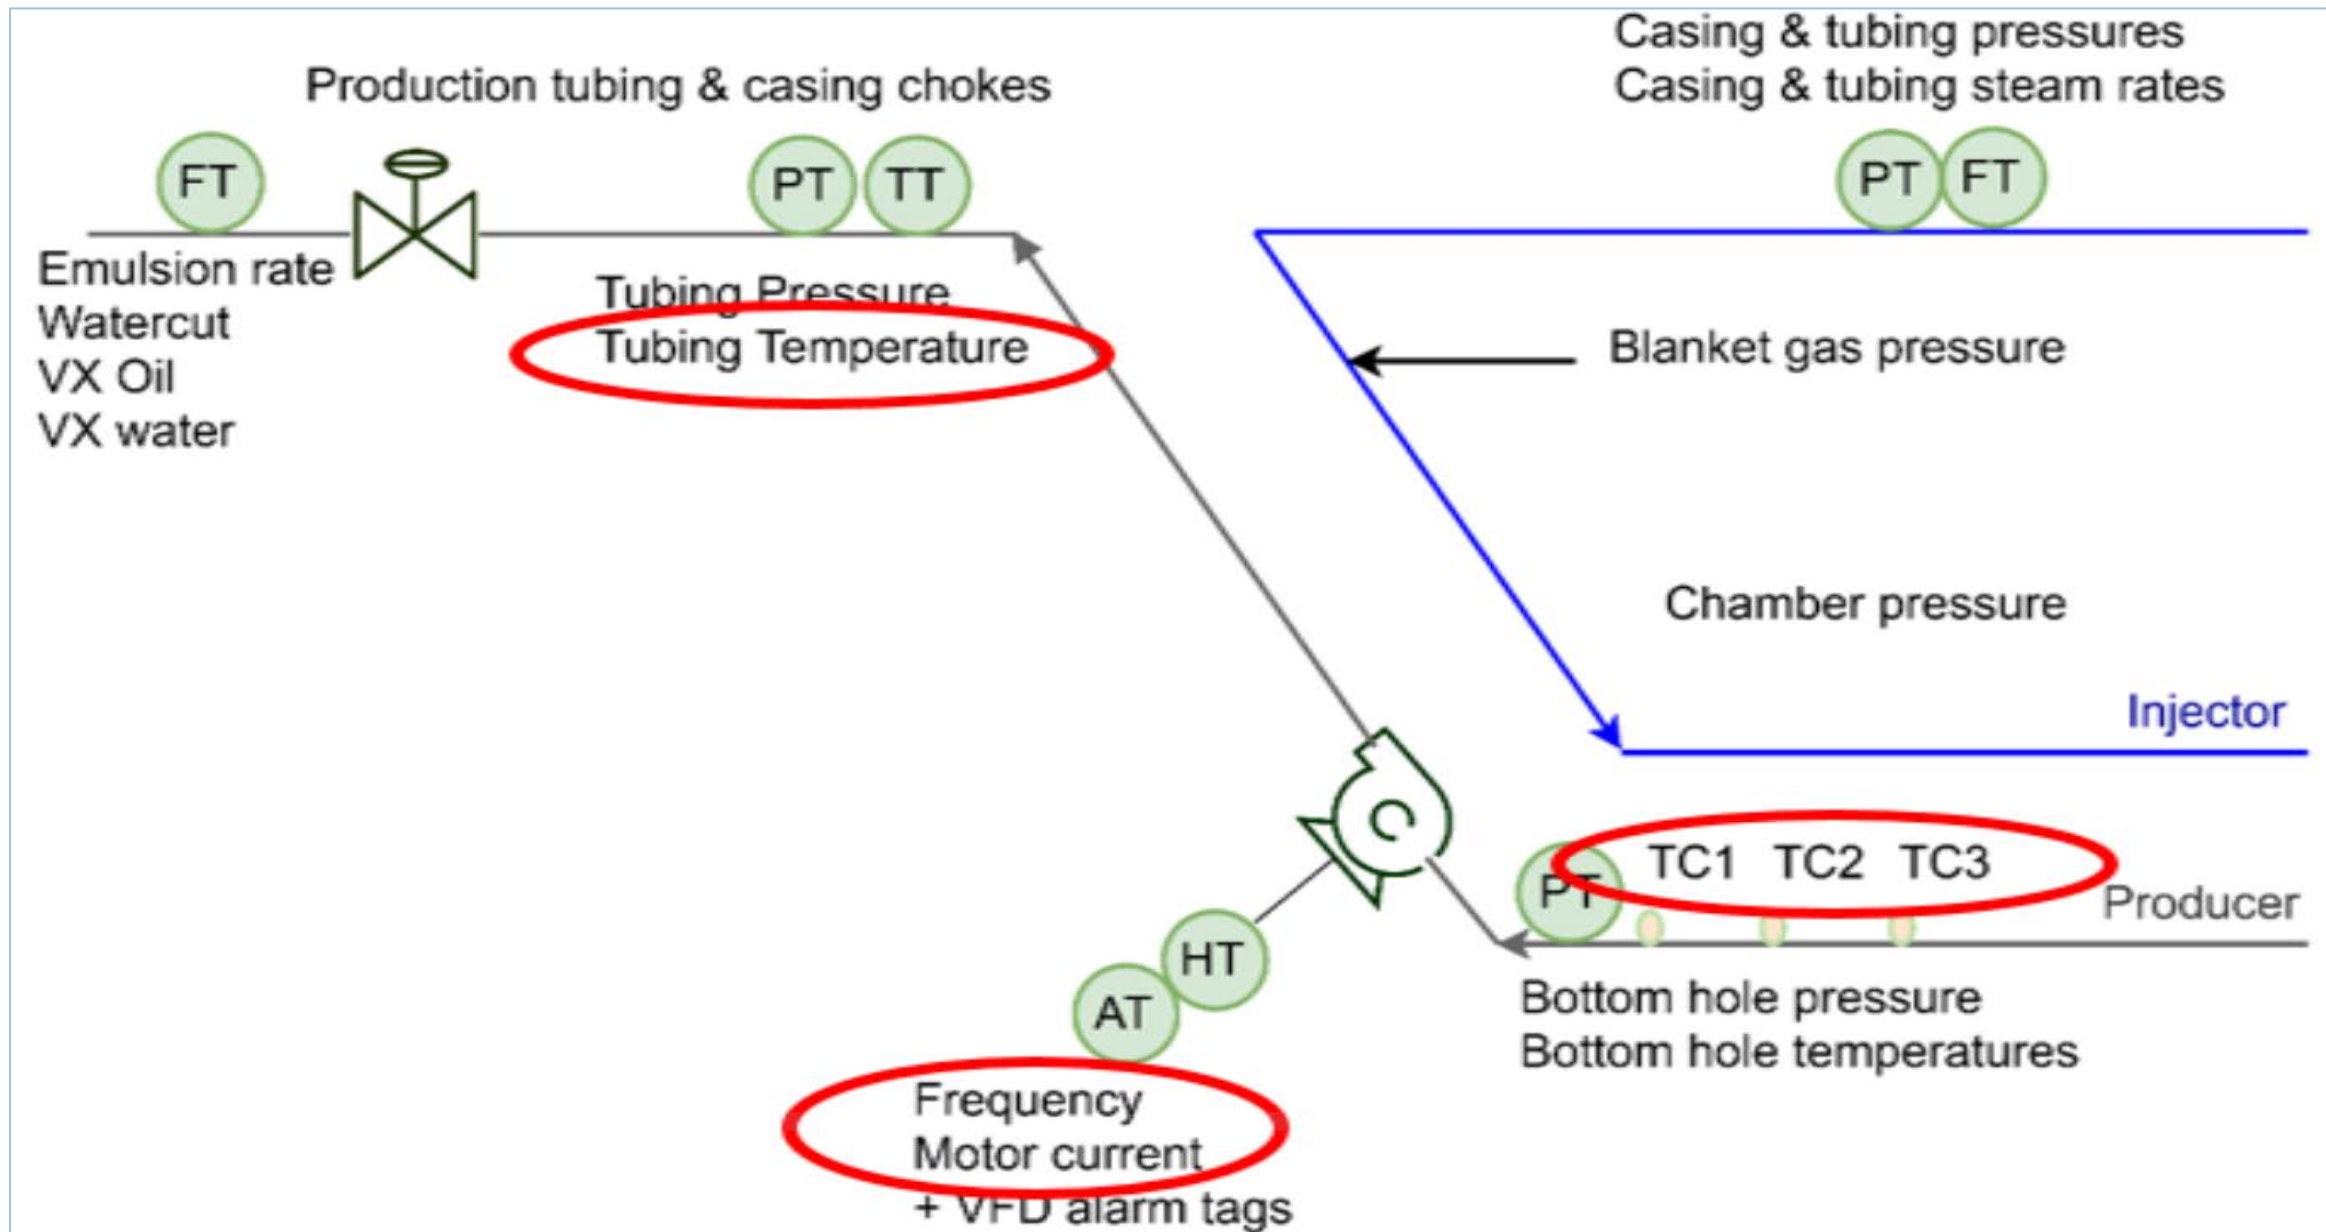 Casing & tubing pressures
Casing & tubing steam rates
Production tubing & casing chokes
FT
PT TT
PT FT
Emulsion rate
Watercut
VX Oil
VX water
Tubing Pressure
Tubing Temperature
Blanket gas pressure
Chamber pressure
Injector
TC1 TC2 TC3
PT
Producer
HT
AT
Bottom hole pressure
Bottom hole temperatures
Frequency
Motor current
+ VFD alarm tags